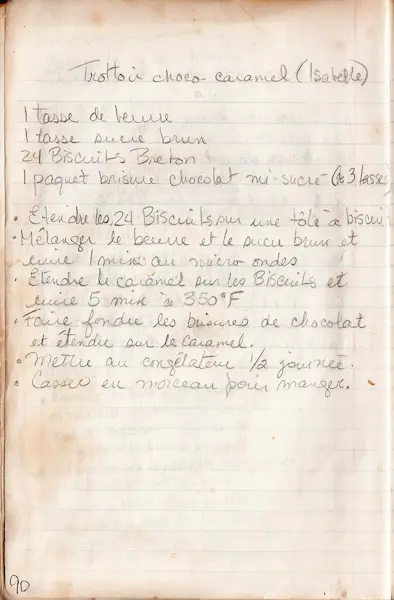 Trottoir choco-caramel (Isabelle)
1 tasse de beurre
1 tasse sucre brun
24 Biscuits Breton
1 paquet brisure chocolat mi-sucré (3 tasses
• Étendre les 24 Biscuits sur une tôle à biscui
• Mélanger le beurre et le sucre brun et
cuire 1 min au micro ondes
• Étendre le caramel sur les Biscuits et
cuire 5 min à 350°F
• Faire fondre les brisures de chocolat
et étendre sur le caramel.
• Mettre au congélateur 1/2 journée.
• Casser en morceau pour manger.
90